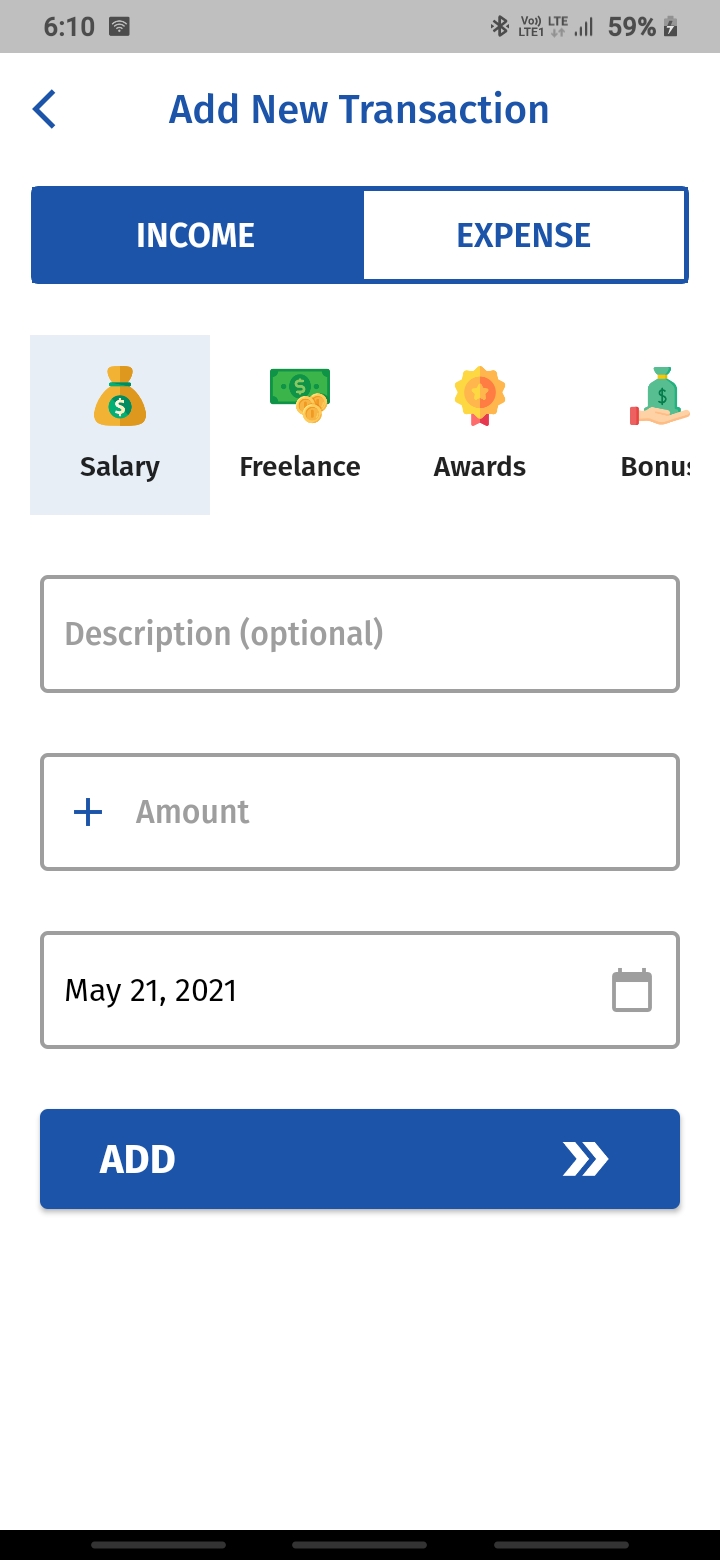 6:10 Vo)) LTE LTE1 59%
Add New Transaction
INCOME EXPENSE
$ $ $
Salary Freelance Awards Bonus
Description (optional)
+ Amount
May 21, 2021
ADD